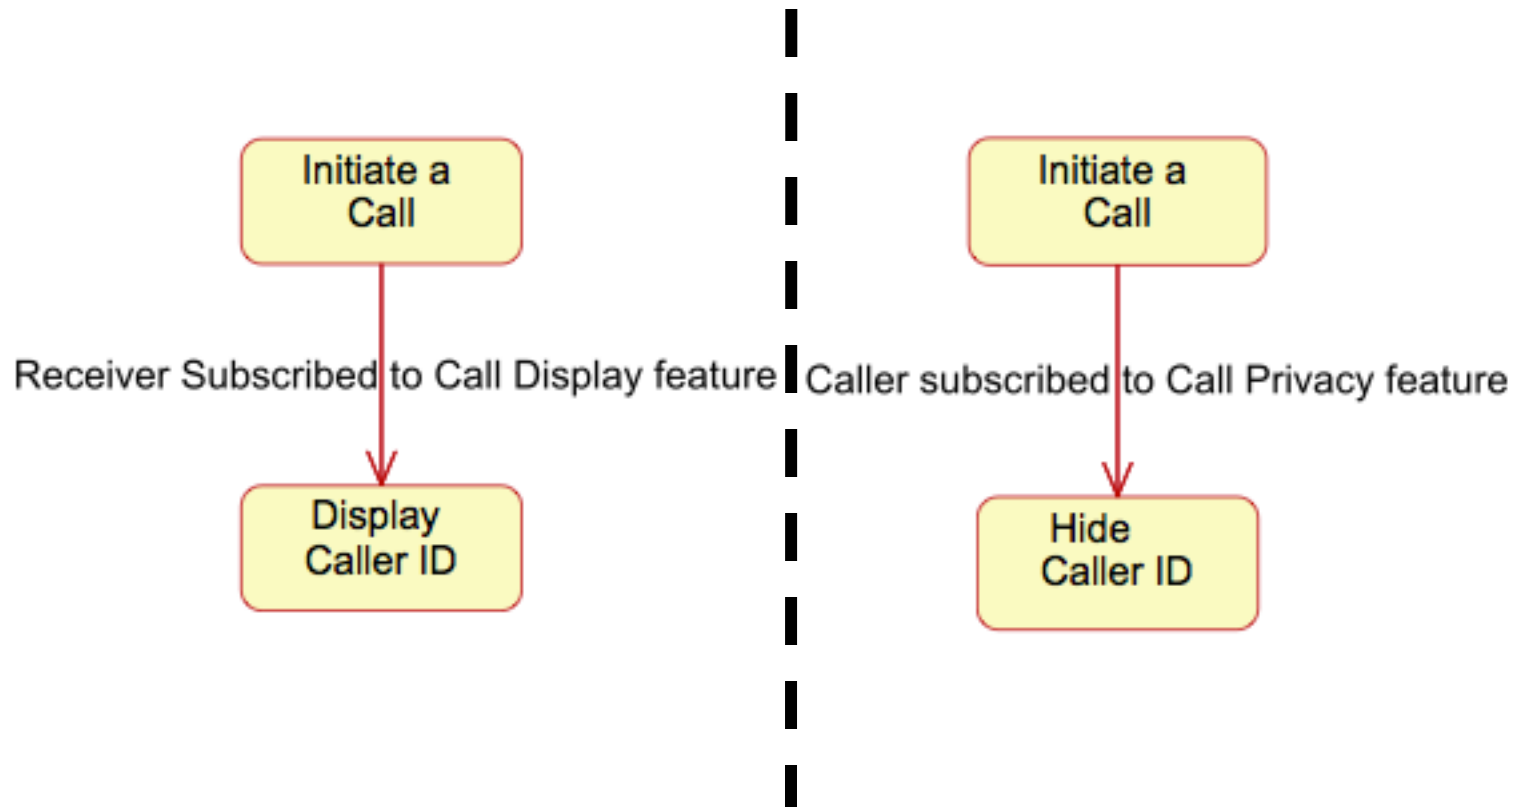 Initiate a
Call
Receiver Subscribed to Call Display feature
Display
Caller ID
Initiate a
Call
Caller subscribed to Call Privacy feature
Hide
Caller ID